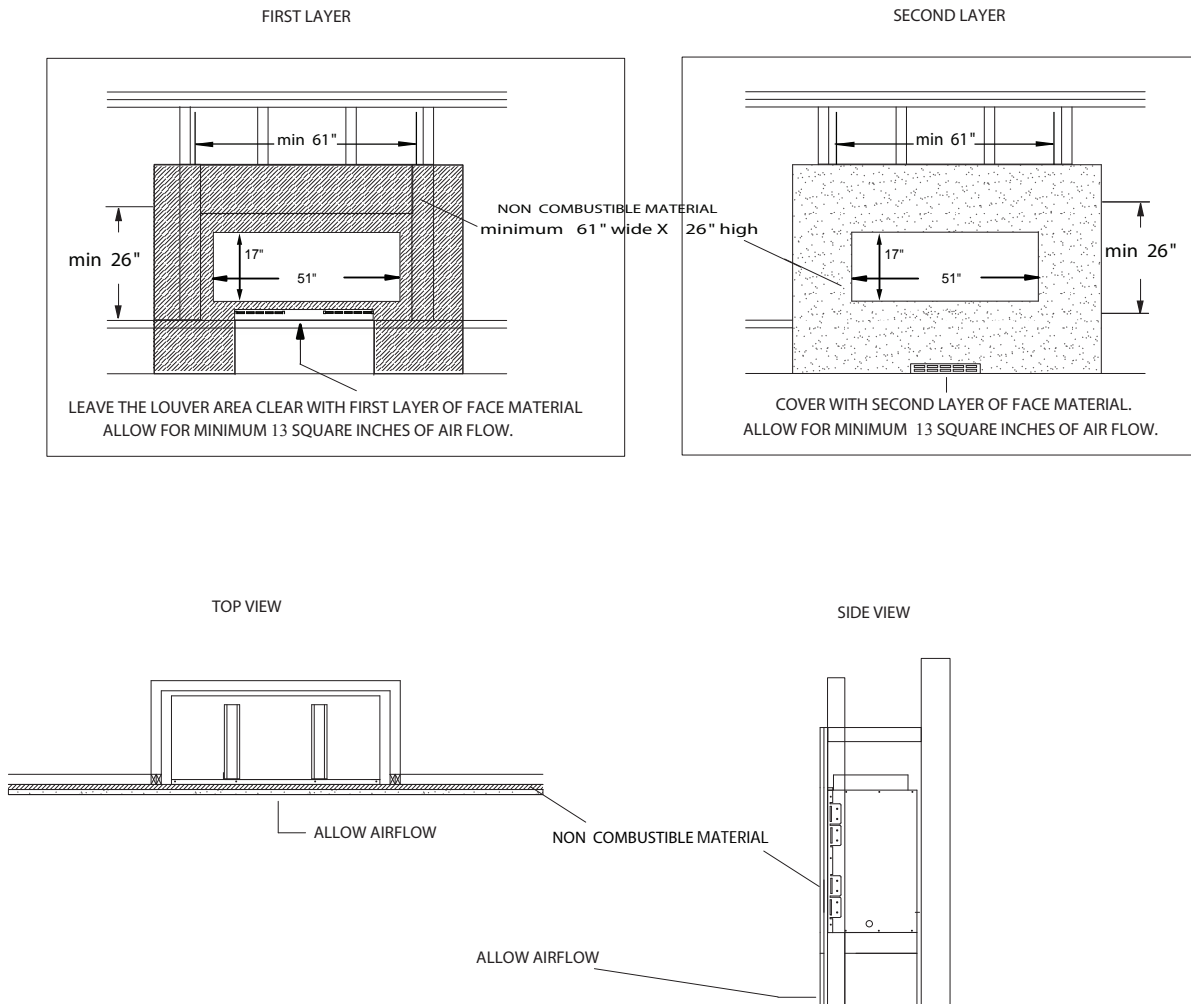 FIRST LAYER
SECOND LAYER
min 61"
min 61"
NON COMBUSTIBLE MATERIAL
minimum 61" wide X 26" high
min 26"
17"
51"
17"
51"
min 26"
LEAVE THE LOUVER AREA CLEAR WITH FIRST LAYER OF FACE MATERIAL
ALLOW FOR MINIMUM 13 SQUARE INCHES OF AIR FLOW.
COVER WITH SECOND LAYER OF FACE MATERIAL.
ALLOW FOR MINIMUM 13 SQUARE INCHES OF AIR FLOW.
TOP VIEW
SIDE VIEW
ALLOW AIRFLOW
NON COMBUSTIBLE MATERIAL
ALLOW AIRFLOW